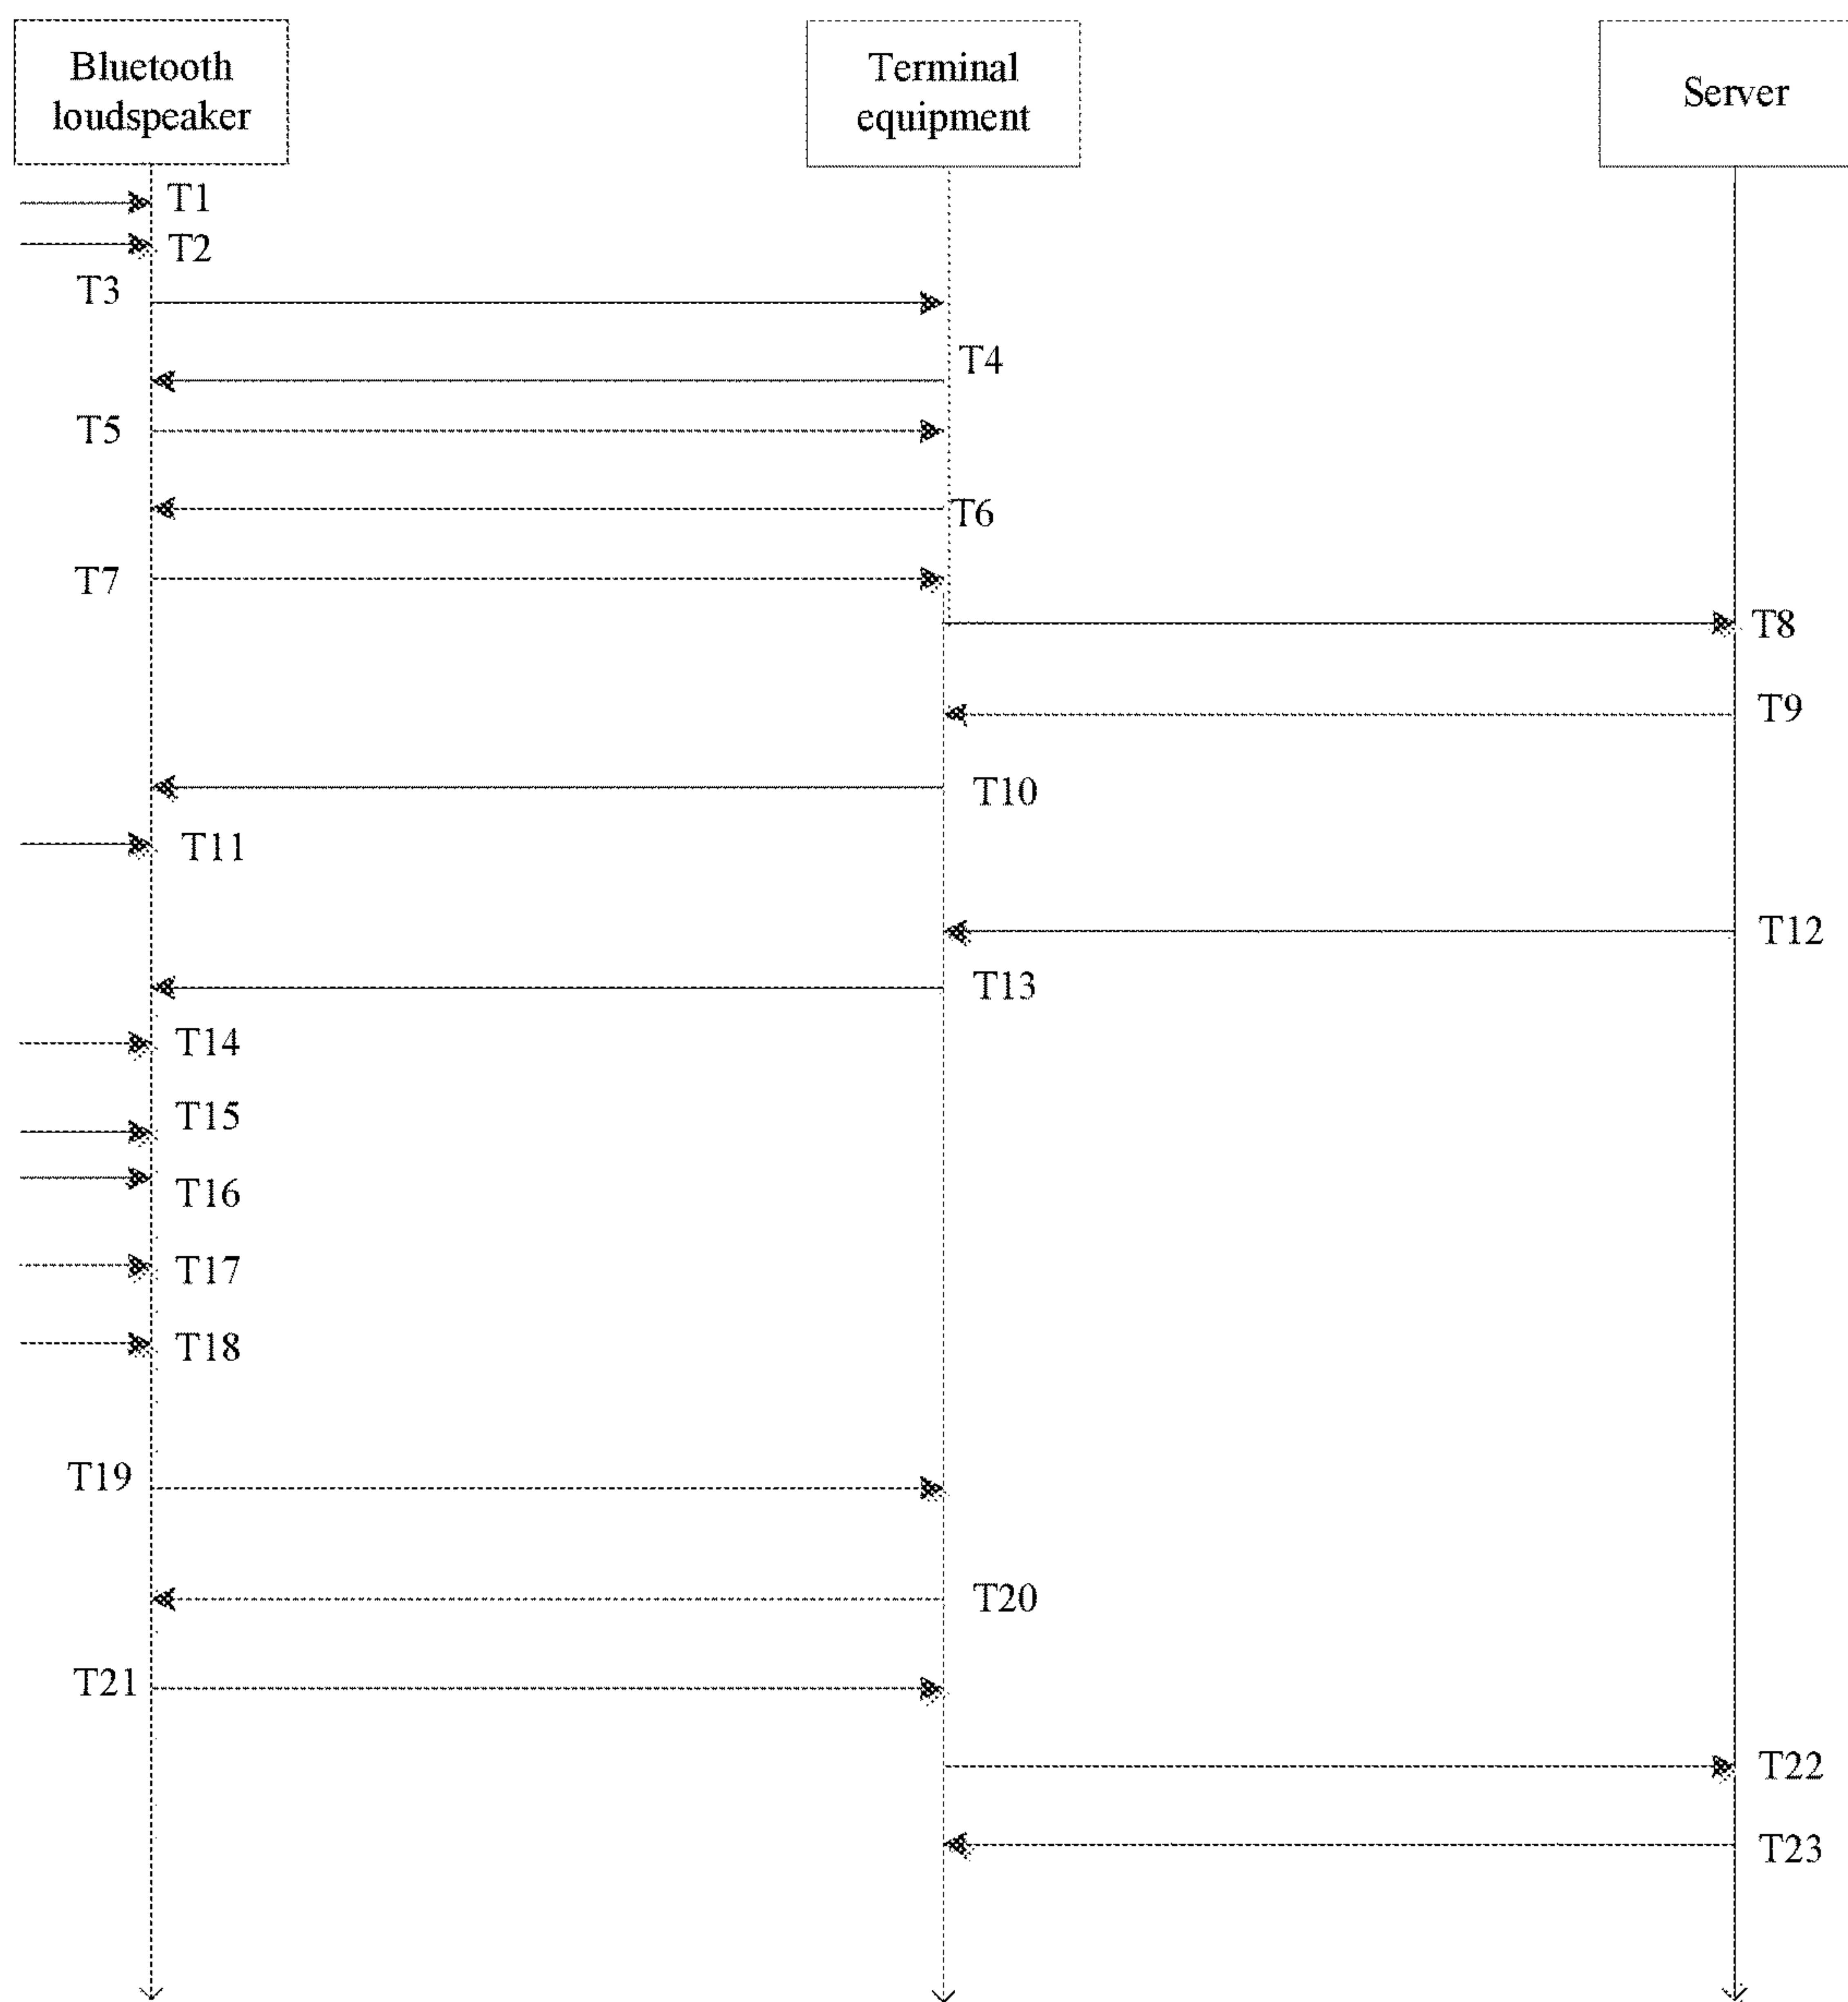 Bluetooth
loudspeaker
Terminal
equipment
Server
T1
T2
T3
T4
T5
T6
T7
T8
T9
T10
T11
T12
T13
T14
T15
T16
T17
T18
T19
T20
T21
T22
T23